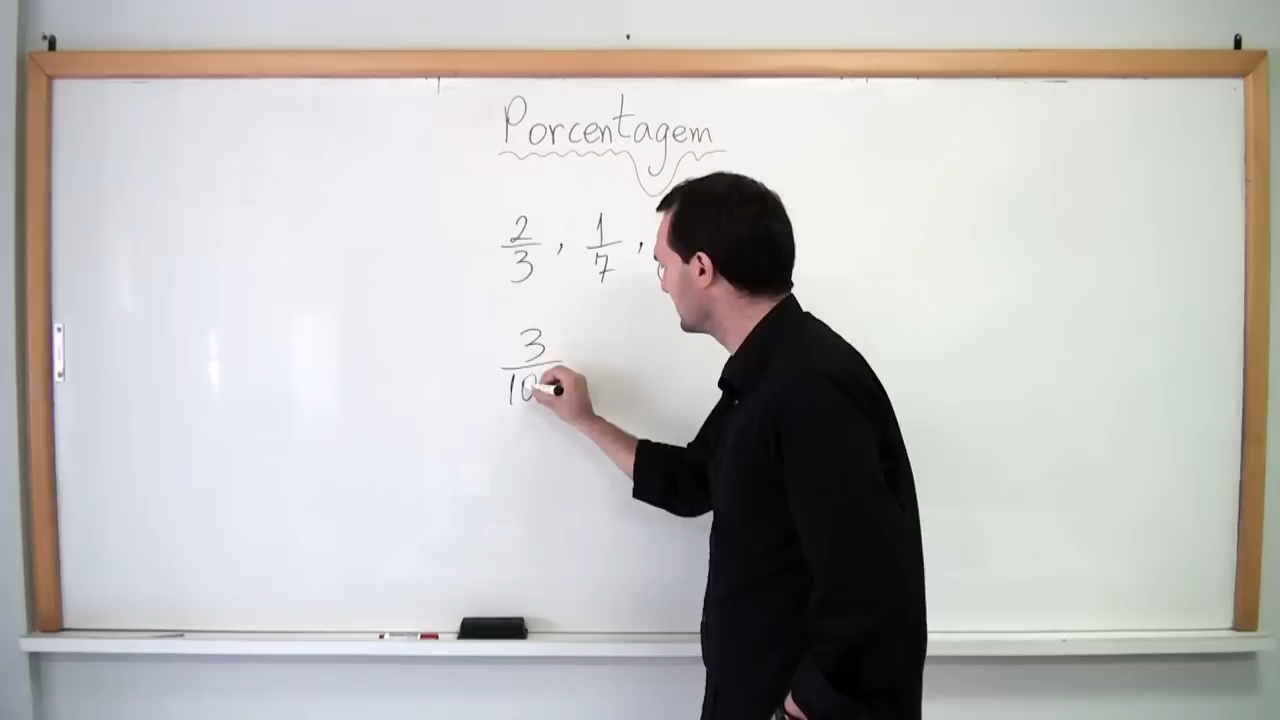 Porcentagem
2/3 , 1/7 ,
3/10